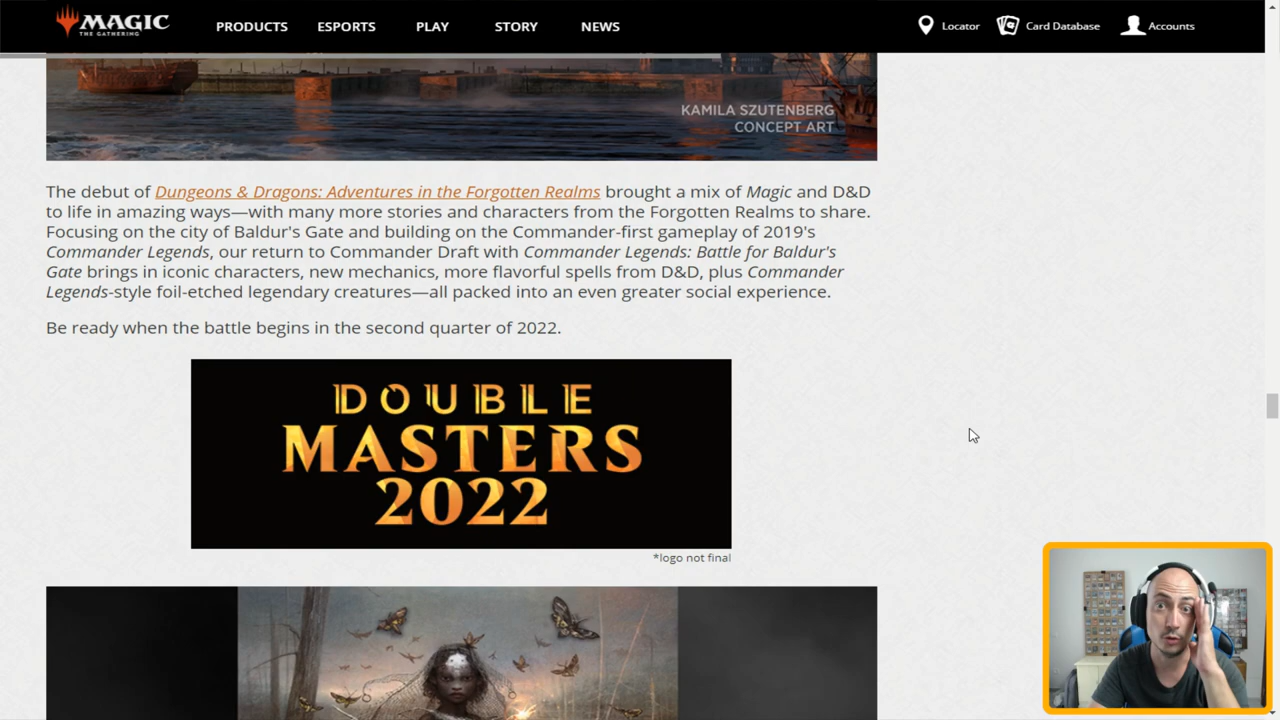 MAGIC
THE GATHERING
PRODUCTS ESPORTS PLAY STORY NEWS
Locator Card Database Accounts
KAMILA SZUTENBERG
CONCEPT ART
The debut of Dungeons & Dragons: Adventures in the Forgotten Realms brought a mix of Magic and D&D
to life in amazing ways—with many more stories and characters from the Forgotten Realms to share.
Focusing on the city of Baldur's Gate and building on the Commander-first gameplay of 2019's
Commander Legends, our return to Commander Draft with Commander Legends: Battle for Baldur's
Gate brings in iconic characters, new mechanics, more flavorful spells from D&D, plus Commander
Legends-style foil-etched legendary creatures—all packed into an even greater social experience.
Be ready when the battle begins in the second quarter of 2022.
DOUBLE
MASTERS
2022
*logo not final